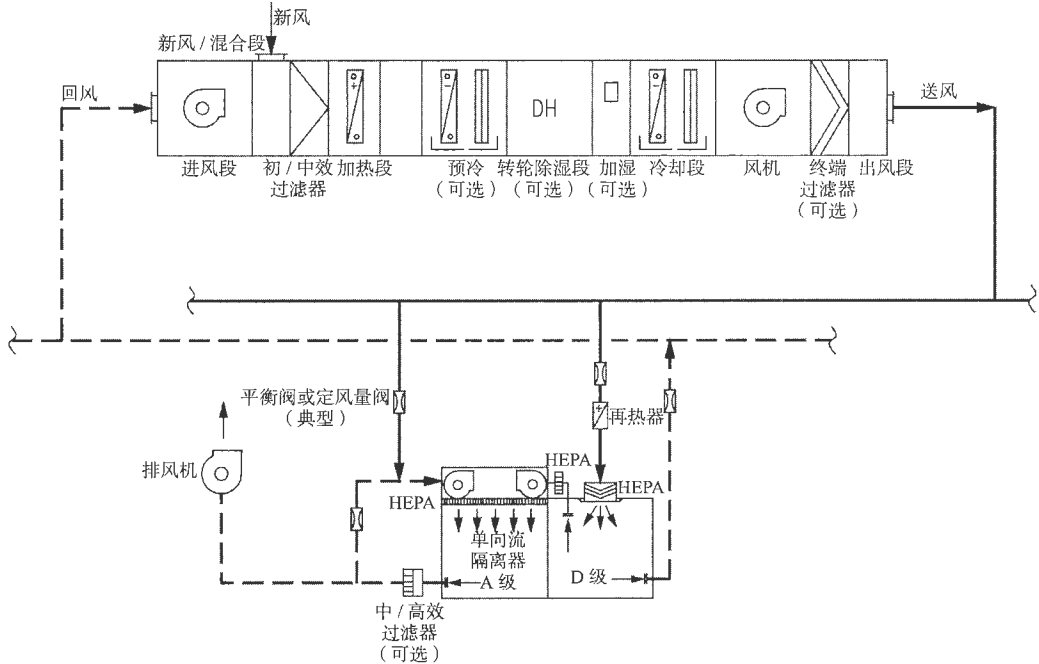 新风
新风/混合段
回风
DH
送风
进风段
初/中效
过滤器
加热段
预冷
(可选)
转轮除湿段
(可选)
加湿
(可选)
冷却段
风机
终端
过滤器
(可选)
出风段
平衡阀或定风量阀
(典型)
再热器
排风机
HEPA
HEPA
HEPA
单向流
隔离器
A级
D级
中/高效
过滤器
(可选)